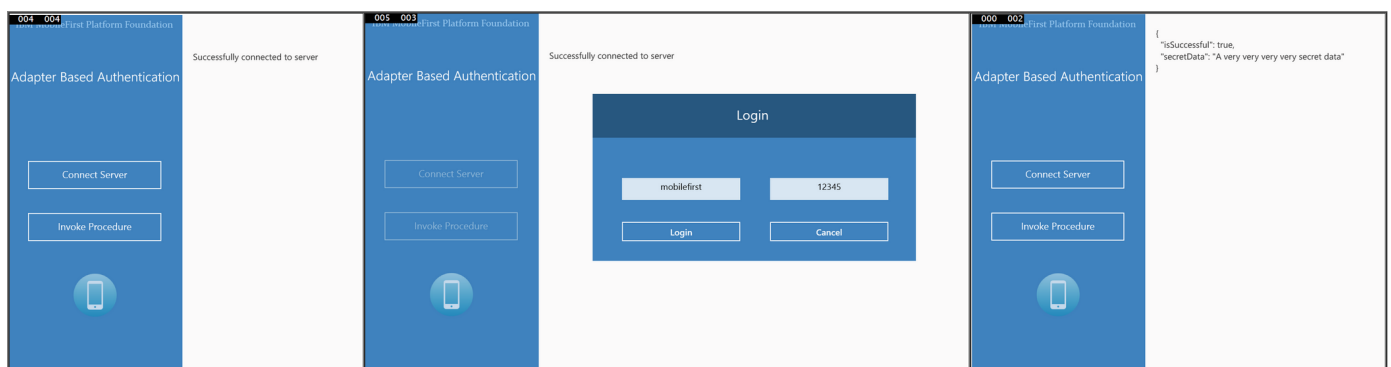 004 004
IBM MobileFirst Platform Foundation
Adapter Based Authentication
Successfully connected to server
Connect Server
Invoke Procedure
005 003
IBM MobileFirst Platform Foundation
Adapter Based Authentication
Successfully connected to server
Connect Server
Invoke Procedure
Login
mobilefirst 12345
Login Cancel
000 002
IBM MobileFirst Platform Foundation
Adapter Based Authentication
Connect Server
Invoke Procedure
{
"isSuccessful": true,
"secretData": "A very very very very secret data"
}